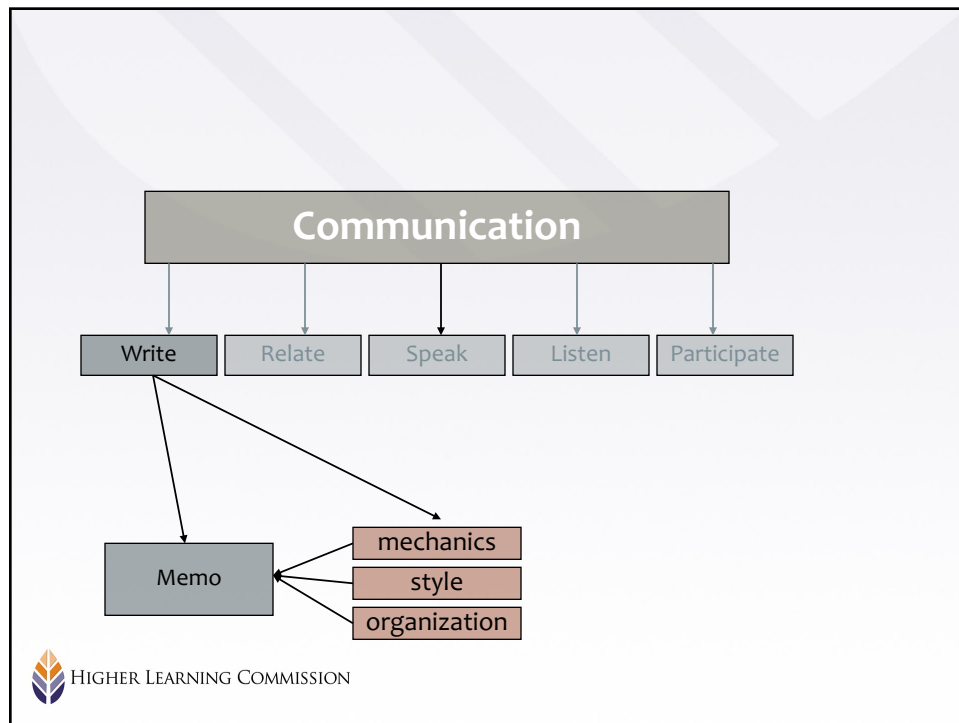 Communication
Write Relate Speak Listen Participate
mechanics
Memo style
organization
HIGHER LEARNING COMMISSION